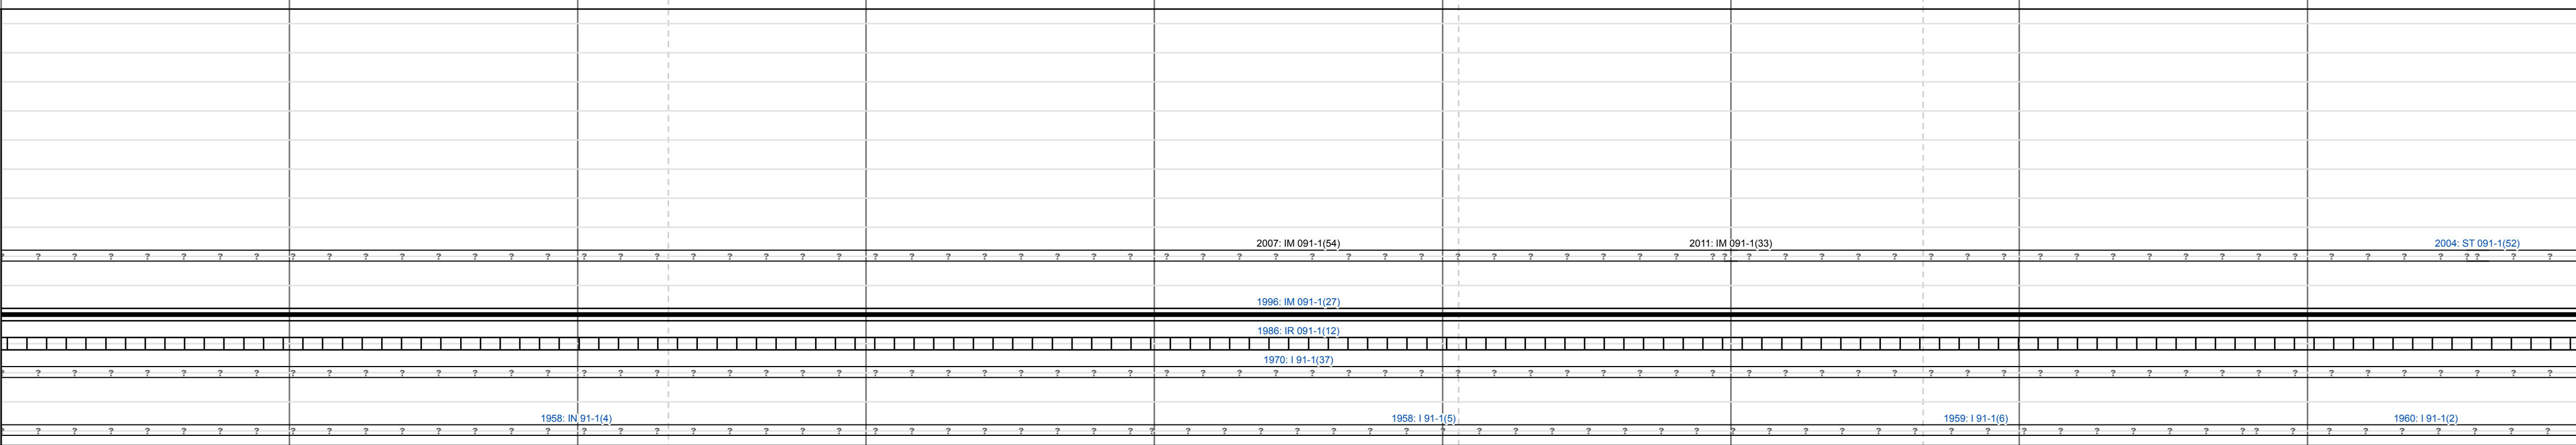 2007: IM 091-1(54)
2011: IM 091-1(33)
2004: ST 091-1(52)
1996: IM 091-1(27)
1986: IR 091-1(12)
1970: I 91-1(37)
1958: IN 91-1(4)
1958: I 91-1(5)
1959: I 91-1(6)
1960: I 91-1(2)